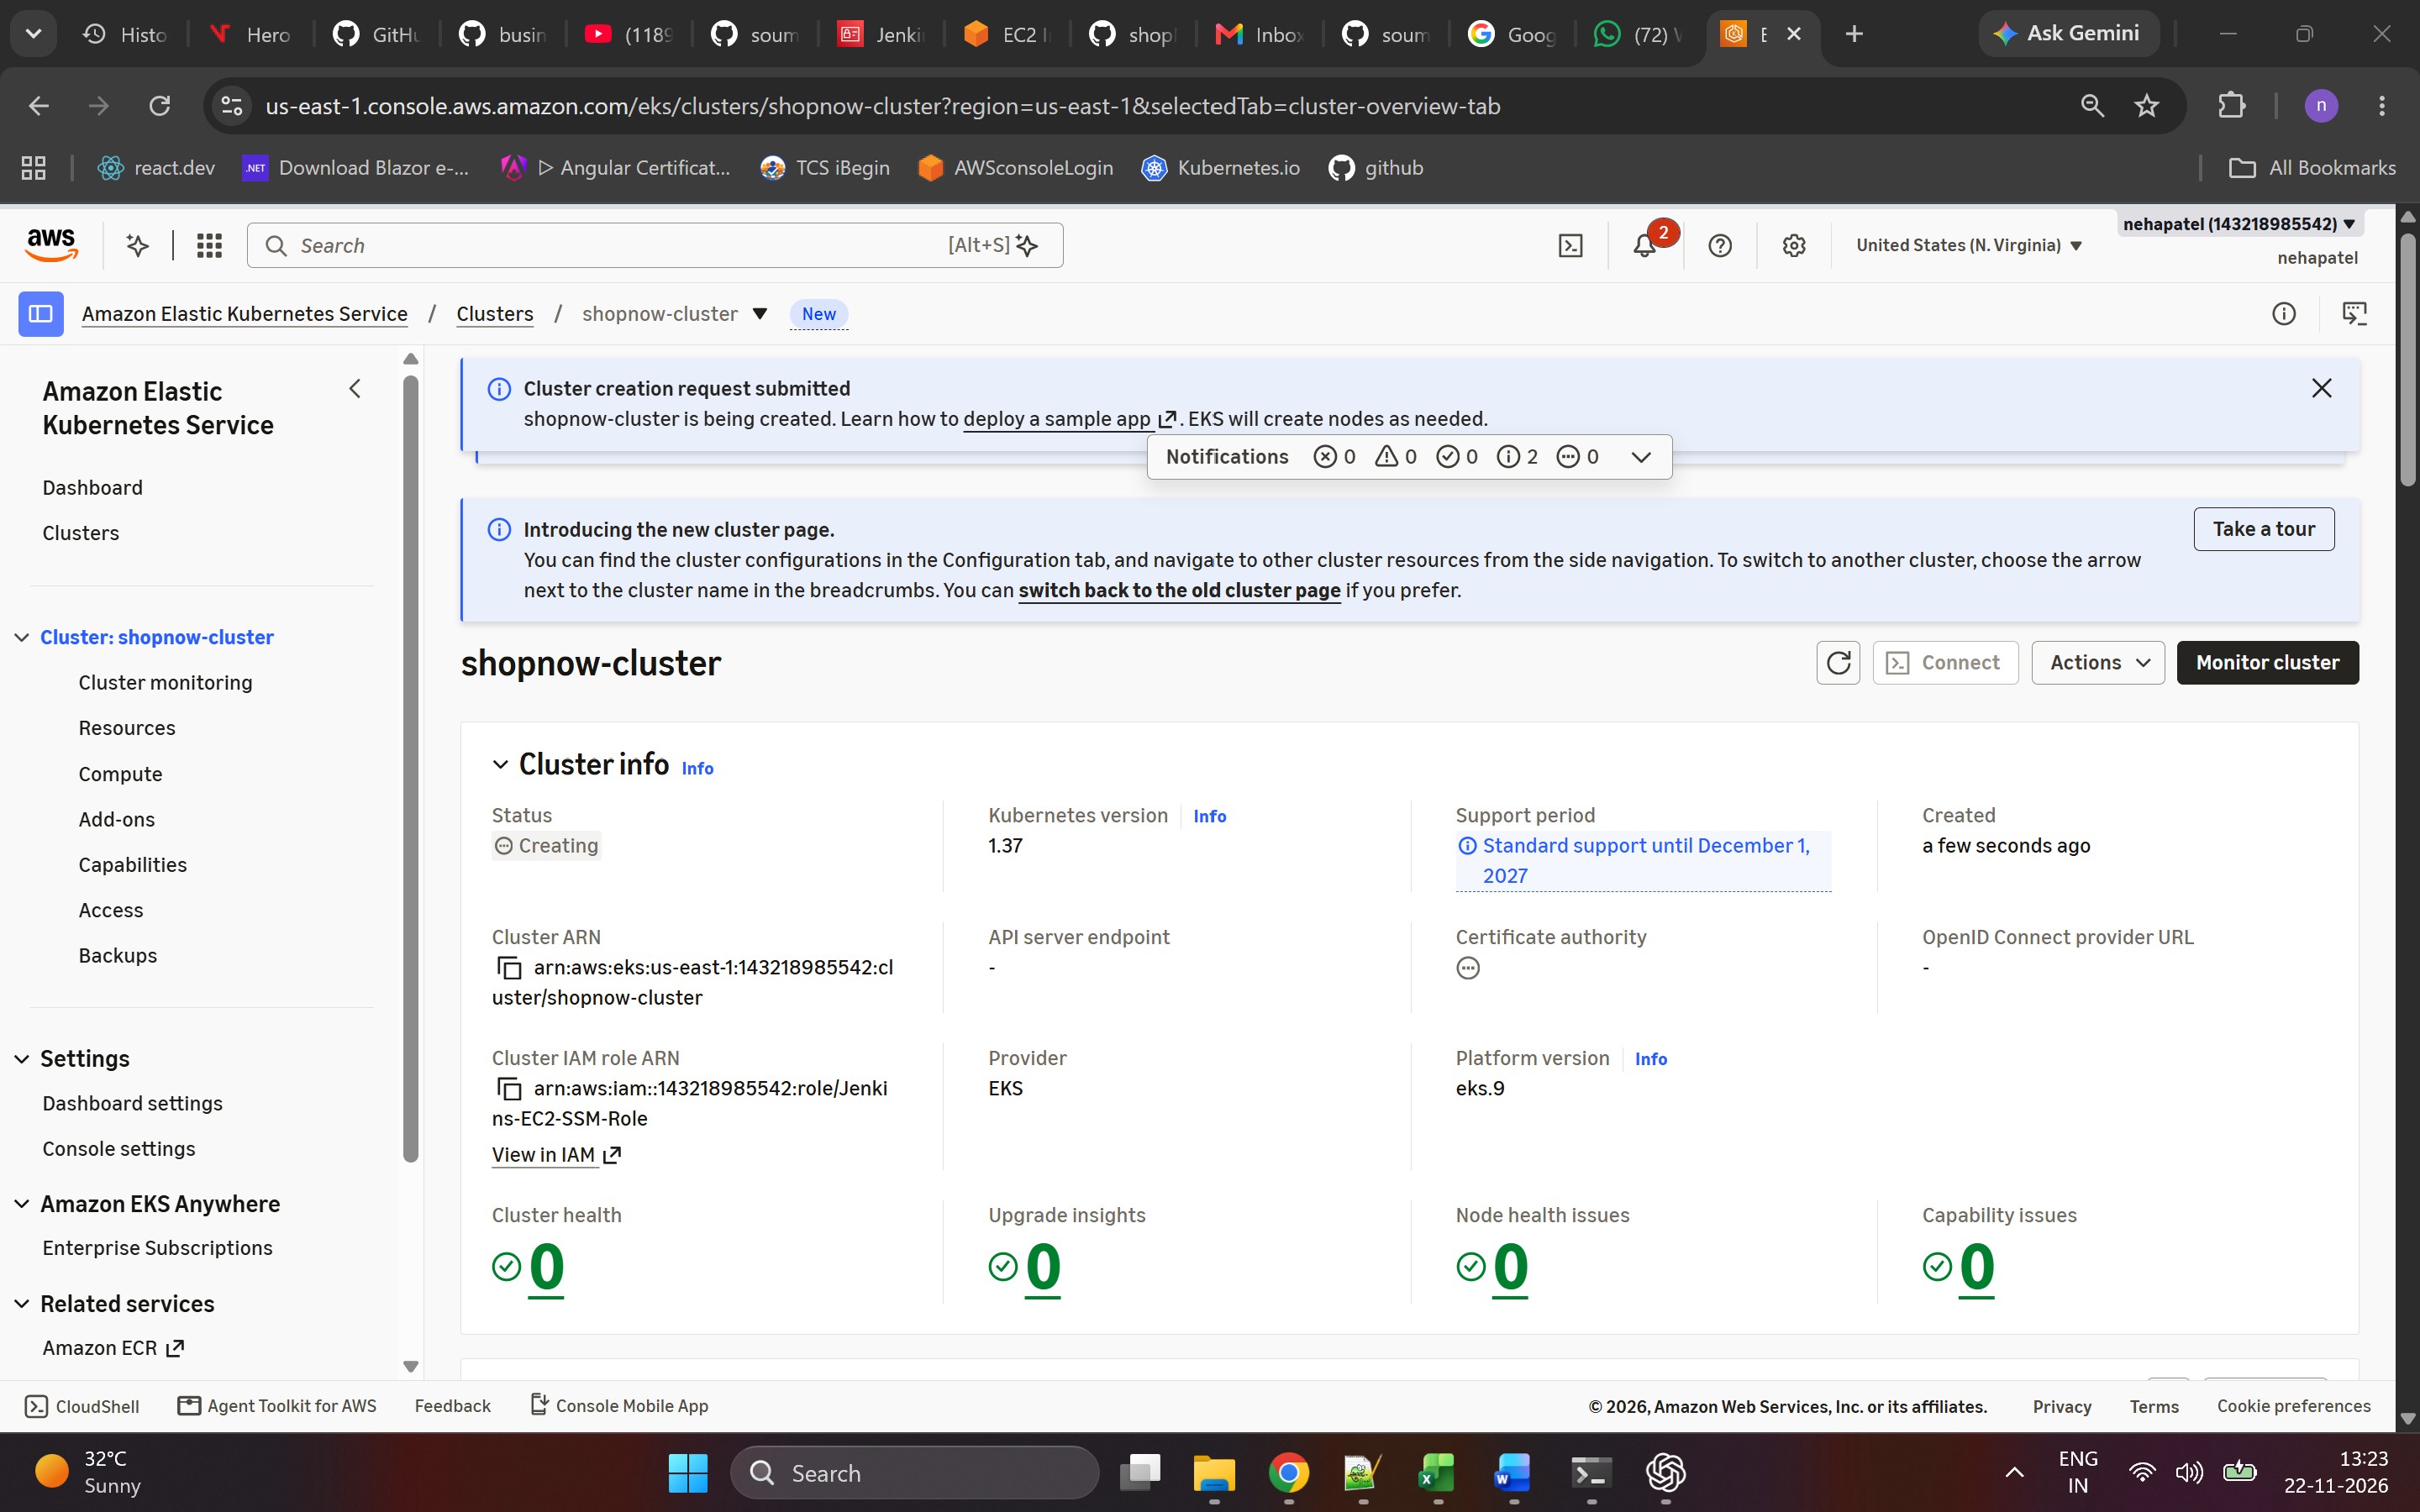 Histo
Hero
GitHu
busin
(1189
soum
Jenki
EC2 I
shop
Inbox
soum
Goog
(72) W
E
Ask Gemini
us-east-1.console.aws.amazon.com/eks/clusters/shopnow-cluster?region=us-east-1&selectedTab=cluster-overview-tab
n
react.dev
.NET
Download Blazor e-...
▷ Angular Certificat...
TCS iBegin
AWSconsoleLogin
Kubernetes.io
github
All Bookmarks
aws
Search
[Alt+S]
2
United States (N. Virginia)
nehapatel (143218985542)
nehapatel
Amazon Elastic Kubernetes Service / Clusters / shopnow-cluster
New
Amazon Elastic
Kubernetes Service
Dashboard
Clusters
Cluster: shopnow-cluster
Cluster monitoring
Resources
Compute
Add-ons
Capabilities
Access
Backups
Settings
Dashboard settings
Console settings
Amazon EKS Anywhere
Enterprise Subscriptions
Related services
Amazon ECR
Cluster creation request submitted
shopnow-cluster is being created. Learn how to deploy a sample app . EKS will create nodes as needed.
Notifications 0 0 0 2 0
Introducing the new cluster page.
You can find the cluster configurations in the Configuration tab, and navigate to other cluster resources from the side navigation. To switch to another cluster, choose the arrow
next to the cluster name in the breadcrumbs. You can switch back to the old cluster page if you prefer.
Take a tour
shopnow-cluster
Connect
Actions
Monitor cluster
Cluster info Info
Status
Creating
Kubernetes version Info
1.37
Support period
Standard support until December 1,
2027
Created
a few seconds ago
Cluster ARN
arn:aws:eks:us-east-1:143218985542:cl
uster/shopnow-cluster
API server endpoint
-
Certificate authority
OpenID Connect provider URL
-
Cluster IAM role ARN
arn:aws:iam::143218985542:role/Jenki
ns-EC2-SSM-Role
View in IAM
Provider
EKS
Platform version Info
eks.9
Cluster health
0
Upgrade insights
0
Node health issues
0
Capability issues
0
CloudShell
Agent Toolkit for AWS
Feedback
Console Mobile App
© 2026, Amazon Web Services, Inc. or its affiliates.
Privacy
Terms
Cookie preferences
32°C
Sunny
Search
ENG
IN
13:23
22-11-2026